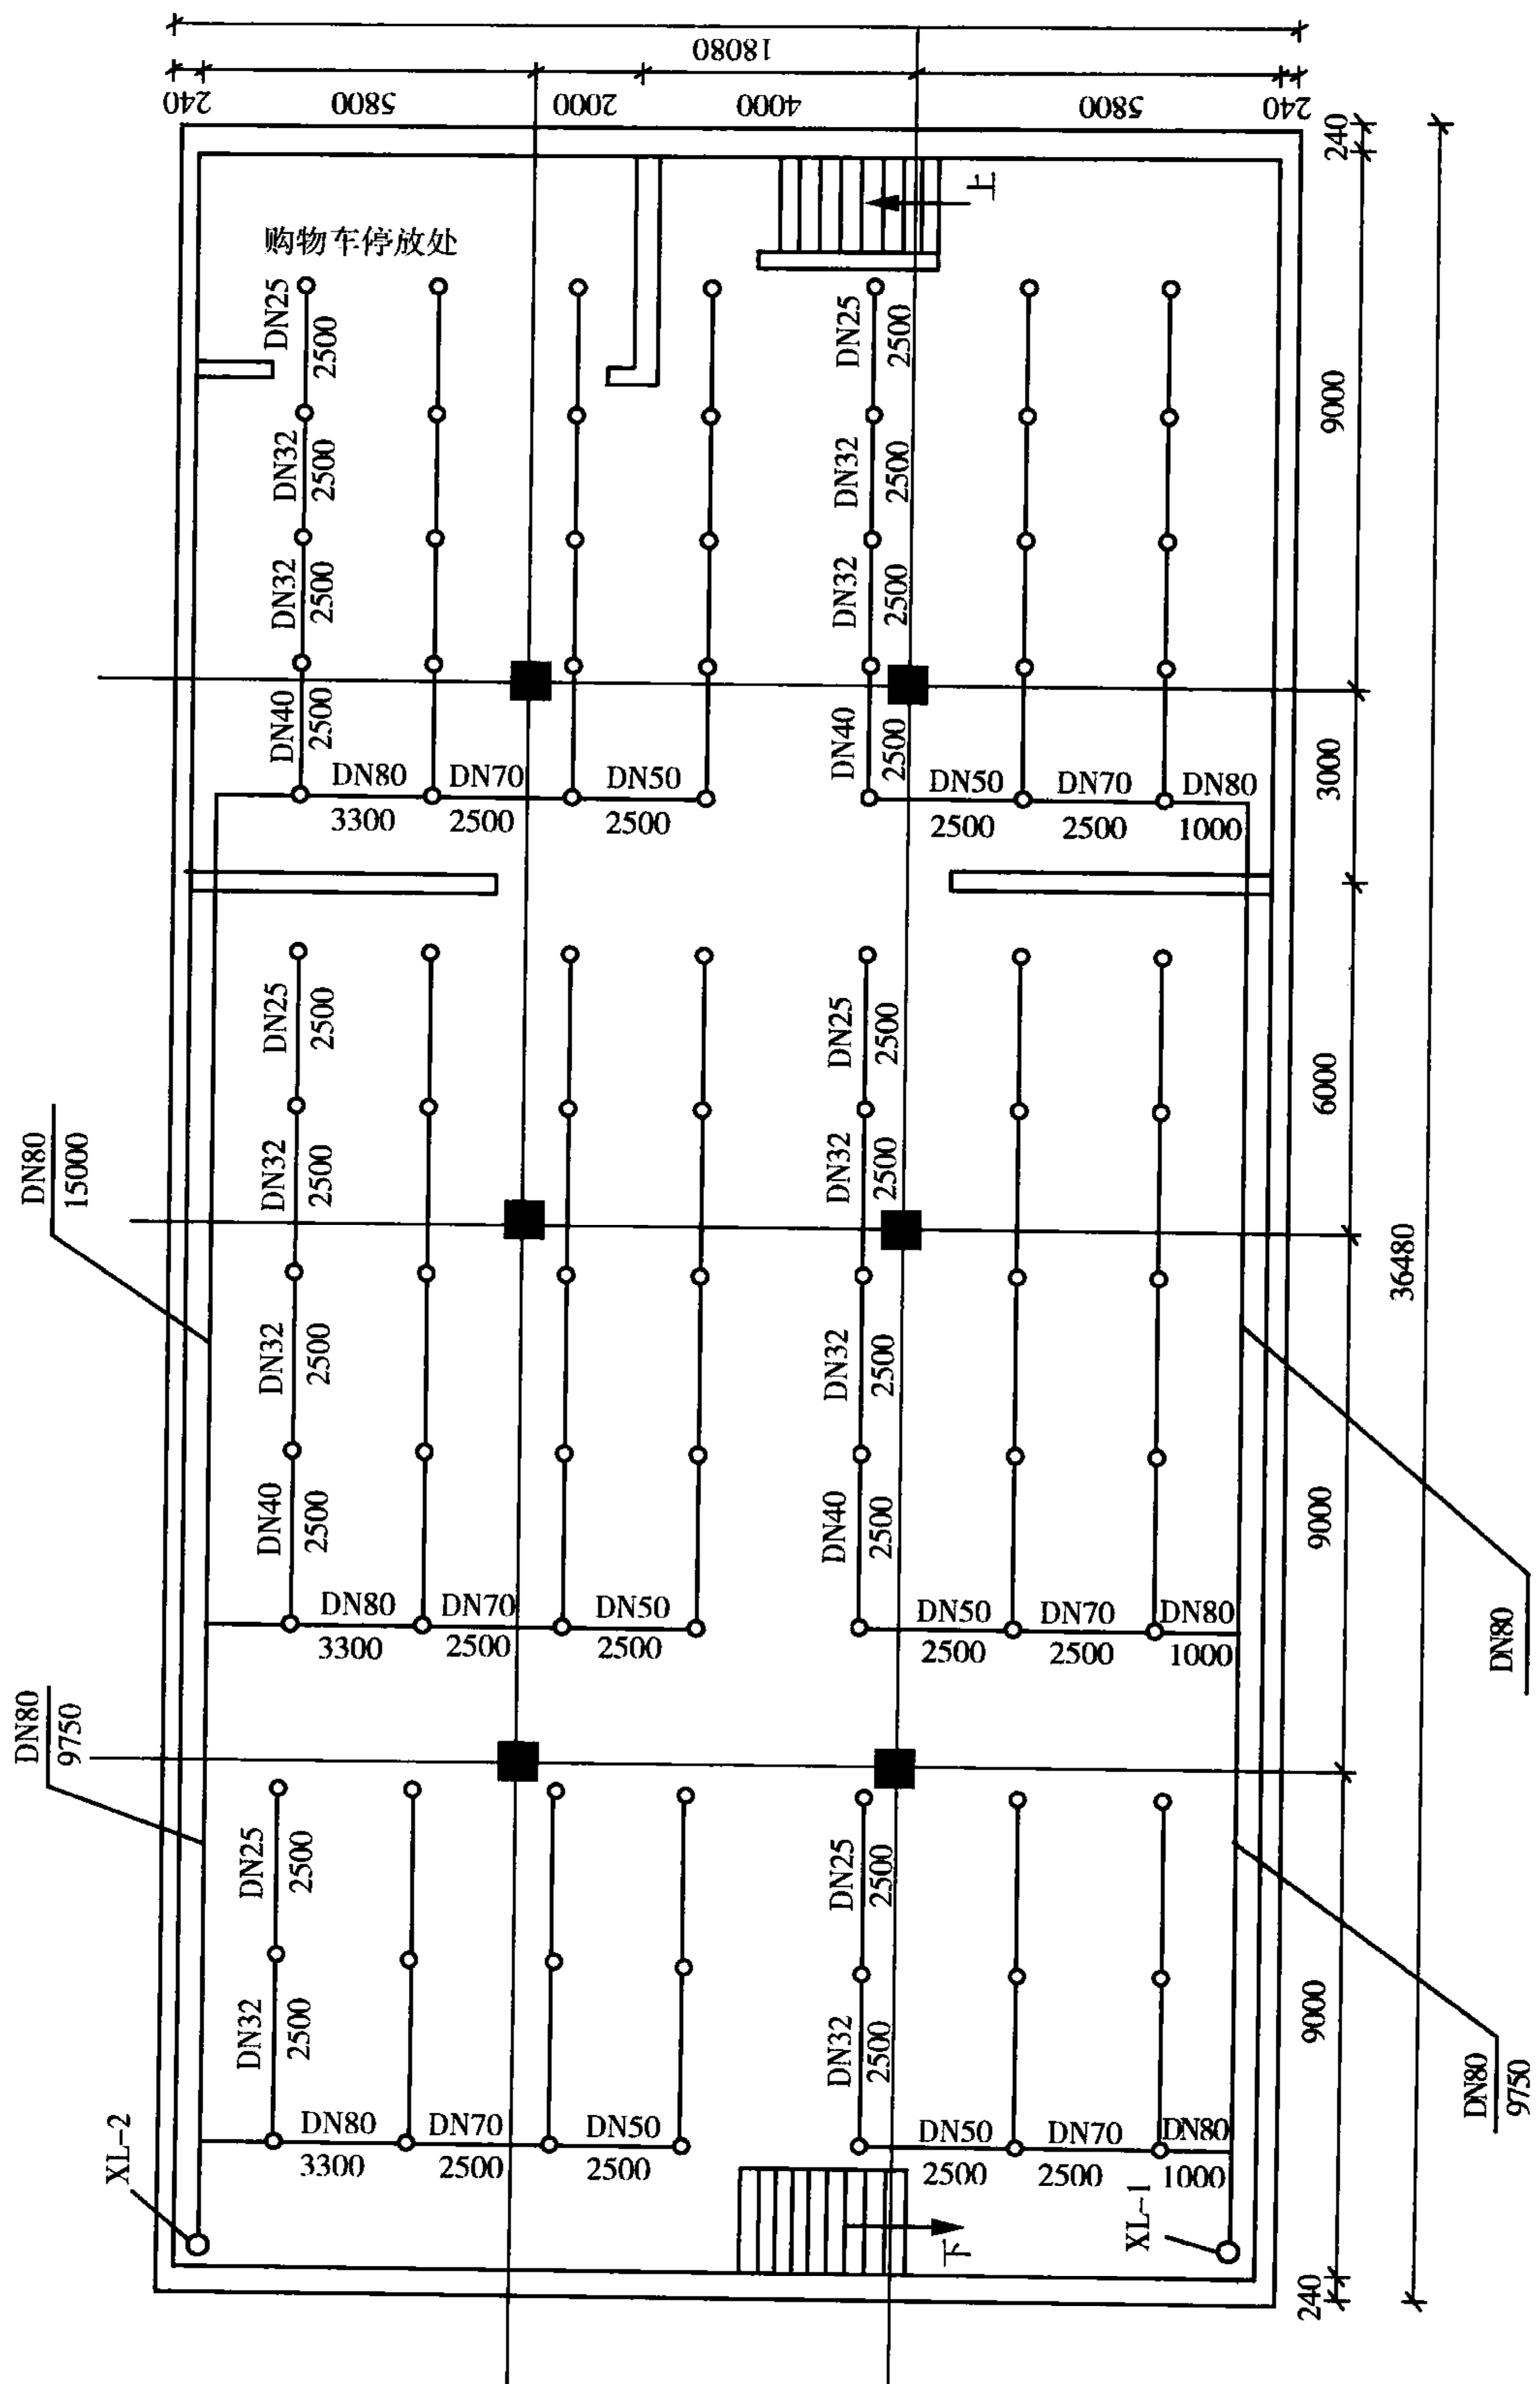 18080
240
5800
2000
4000
5800
240
240
9000
3000
6000
9000
9000
240
36480
购物车停放处
上
DN25
2500
DN32
2500
DN32
2500
DN40
2500
DN25
2500
DN32
2500
DN32
2500
DN40
2500
DN80
3300
DN70
2500
DN50
2500
DN50
2500
DN70
2500
DN80
1000
DN25
2500
DN32
2500
DN32
2500
DN40
2500
DN25
2500
DN32
2500
DN32
2500
DN40
2500
DN80
15000
DN80
DN80
3300
DN70
2500
DN50
2500
DN50
2500
DN70
2500
DN80
1000
DN80
9750
DN25
2500
DN32
2500
DN25
2500
DN32
2500
DN80
9750
DN80
3300
DN70
2500
DN50
2500
DN50
2500
DN70
2500
DN80
1000
XL-2
下
XL-1